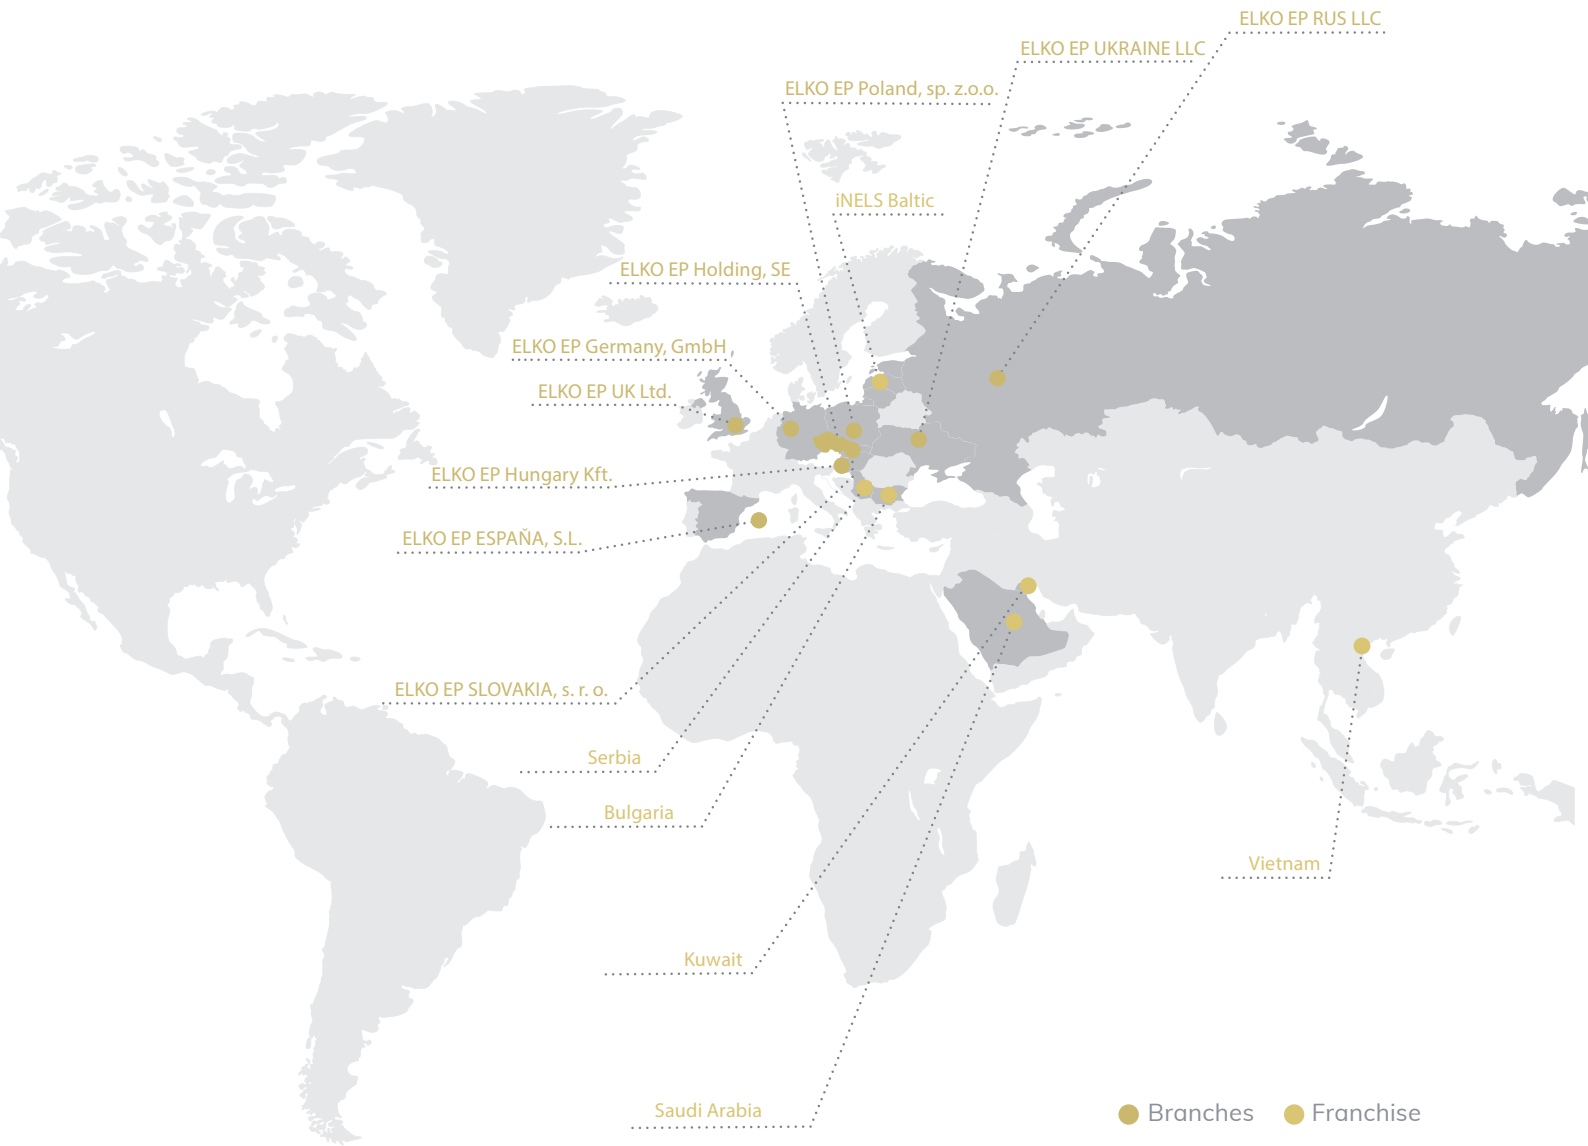 ELKO EP RUS LLC
ELKO EP UKRAINE LLC
ELKO EP Poland, sp. z.o.o.
iNELS Baltic
ELKO EP Holding, SE
ELKO EP Germany, GmbH
ELKO EP UK Ltd.
ELKO EP Hungary Kft.
ELKO EP ESPAŇA, S.L.
ELKO EP SLOVAKIA, s. r. o.
Serbia
Bulgaria
Vietnam
Kuwait
Saudi Arabia
Branches Franchise